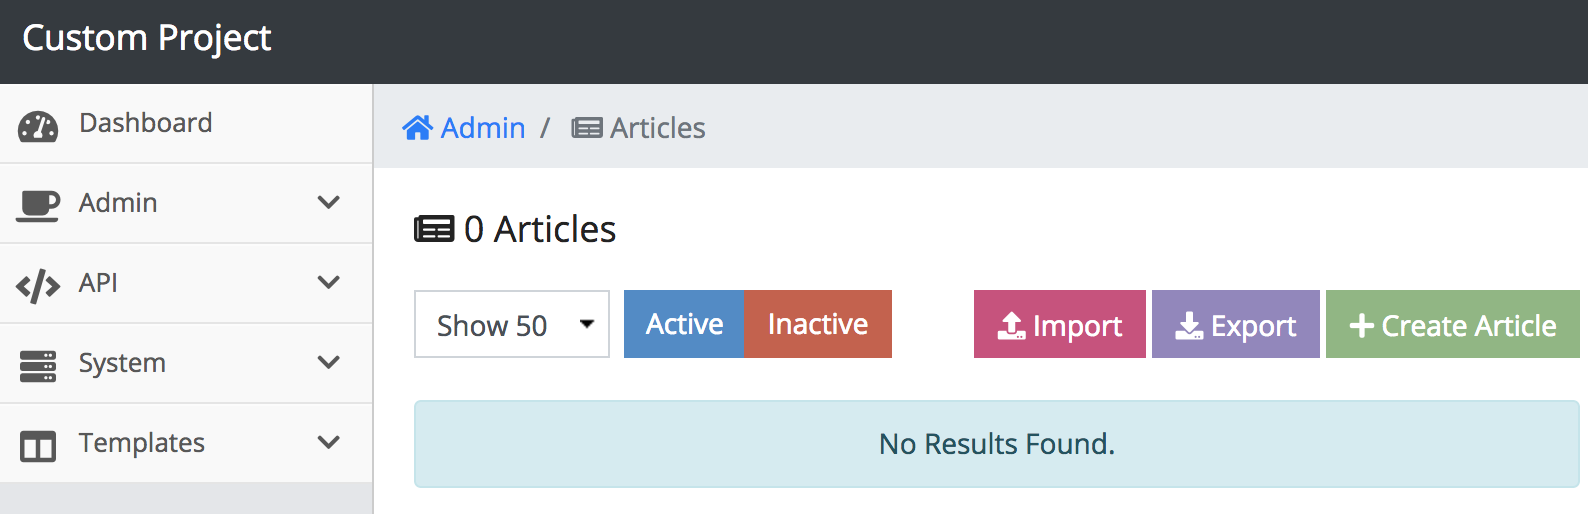 Custom Project
Dashboard
Admin
API
System
Templates
Admin / Articles
0 Articles
Show 50 Active Inactive Import Export Create Article
No Results Found.